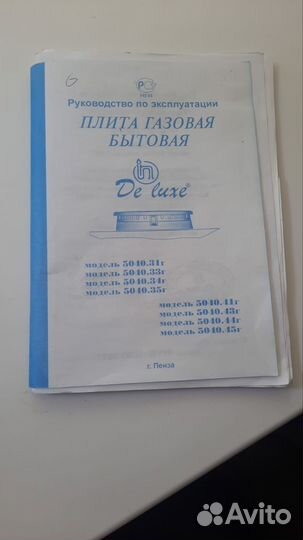 Руководство по эксплуатации
ПЛИТА ГАЗОВАЯ
БЫТОВАЯ
De luxe®
модель 5040.31г
модель 5040.33г
модель 5040.34г
модель 5040.35г
модель 5040.41г
модель 5040.43г
модель 5040.44г
модель 5040.45г
г. Пенза
Avito